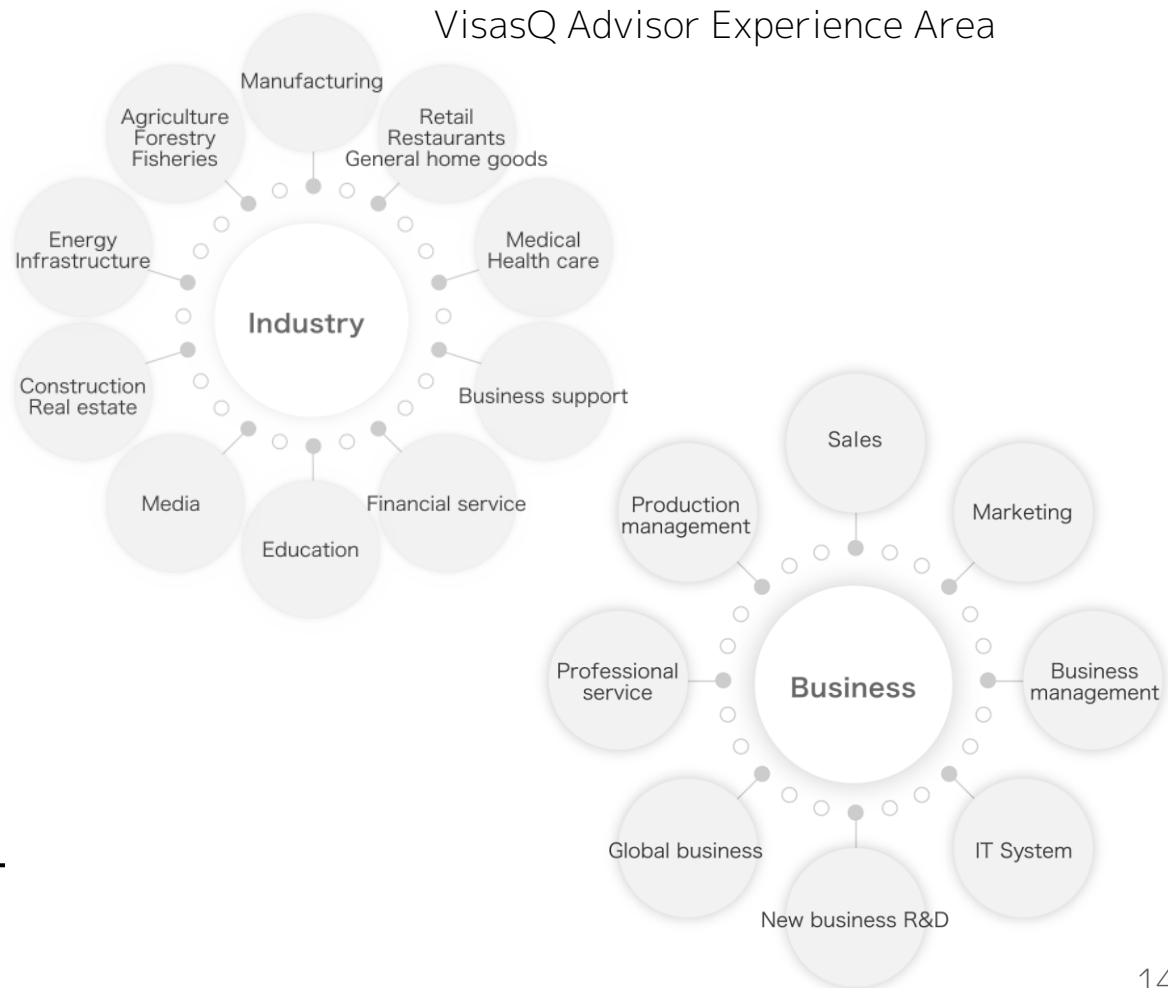 VisasQ Advisor Experience Area
Manufacturing
Agriculture
Forestry
Fisheries
Retail
Restaurants
General home goods
Energy
Infrastructure
Medical
Health care
Industry
Construction
Real estate
Business support
Media
Financial service
Education
Sales
Production
management
Marketing
Professional
service
Business
Business
management
Global business
IT System
New business R&D
14